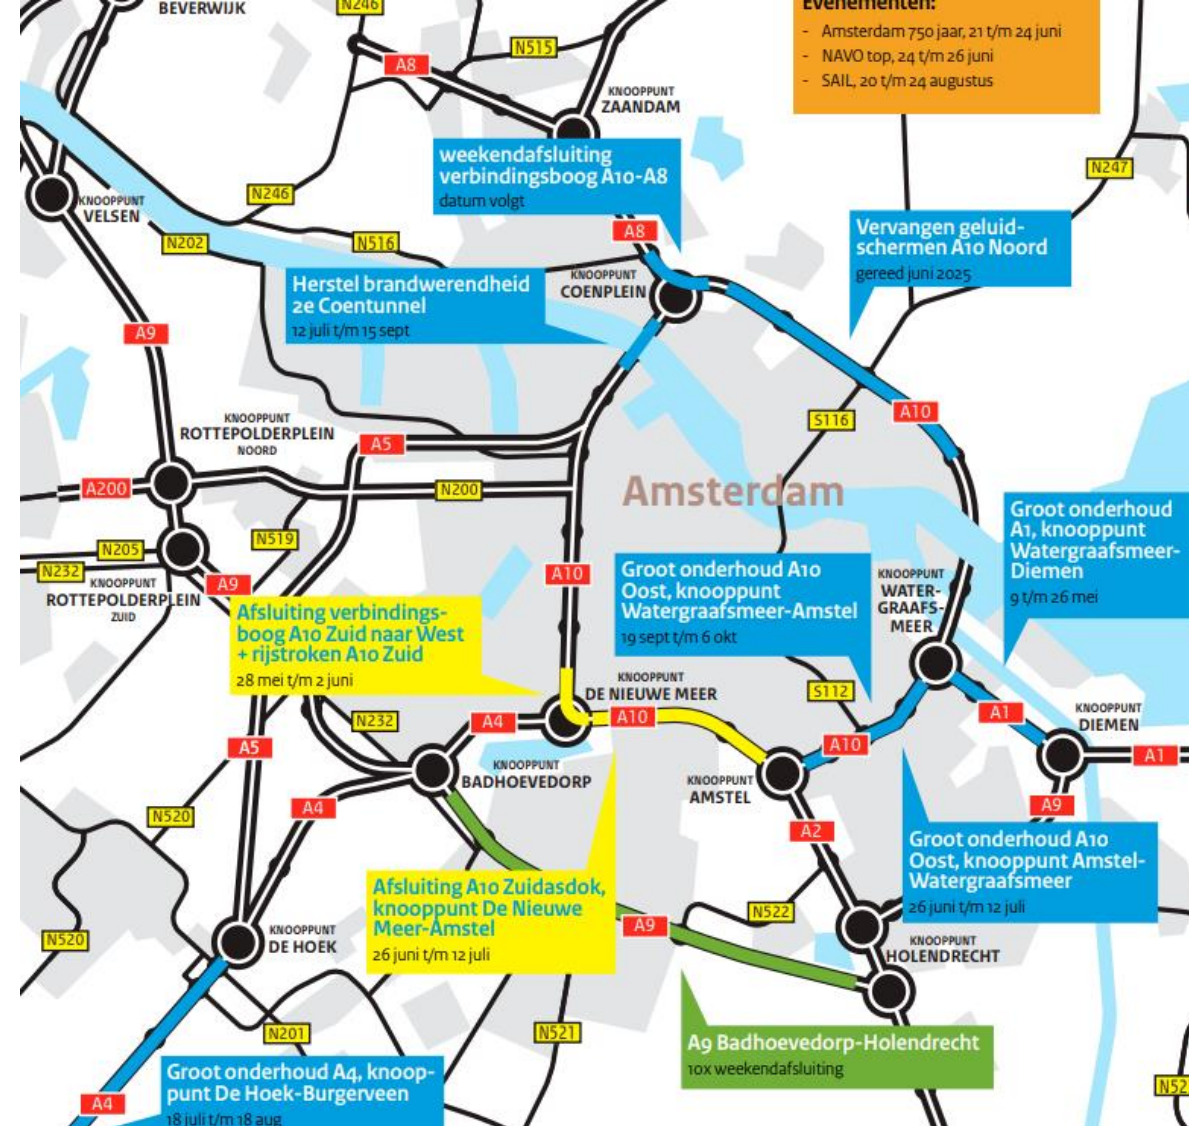 BEVERWIJK
N246
Evenementen:
- Amsterdam 750 jaar, 21 t/m 24 juni
- NAVO top, 24 t/m 26 juni
- SAIL, 20 t/m 24 augustus
N515
A8
KNOOPPUNT
ZAANDAM
weekendafsluiting
verbindingsboog A10-A8
datum volgt
N247
N246
KNOOPPUNT
VELSEN
N202
N516
A8
Vervangen geluid-
schermen A10 Noord
gereed juni 2025
Herstel brandwerendheid
2e Coentunnel
12 juli t/m 15 sept
KNOOPPUNT
COENPLEIN
A9
KNOOPPUNT
ROTTEPOLDERPLEIN
NOORD
A5
S116
A10
A200
N200
Amsterdam
Groot onderhoud
A1, knooppunt
Watergraafsmeer-
Diemen
9 t/m 26 mei
N205
N519
N232
KNOOPPUNT
ROTTEPOLDERPLEIN
ZUID
A9
A10
Groot onderhoud A10
Oost, knooppunt
Watergraafsmeer-Amstel
19 sept t/m 6 okt
KNOOPPUNT
WATER-
GRAAFS-
MEER
Afsluiting verbindings-
boog A10 Zuid naar West
+ rijstroken A10 Zuid
28 mei t/m 2 juni
KNOOPPUNT
DE NIEUWE MEER
S112
N232
A4
A10
A1
KNOOPPUNT
DIEMEN
A5
A10
A1
KNOOPPUNT
BADHOEVEDORP
KNOOPPUNT
AMSTEL
A4
N520
A9
A2
Groot onderhoud A10
Oost, knooppunt Amstel-
Watergraafsmeer
26 juni t/m 12 juli
Afsluiting A10 Zuidasdok,
knooppunt De Nieuwe
Meer-Amstel
26 juni t/m 12 juli
N522
A9
N520
KNOOPPUNT
DE HOEK
KNOOPPUNT
HOLENDRECHT
N201
N521
A9 Badhoevedorp-Holendrecht
10x weekendafsluiting
Groot onderhoud A4, knoop-
punt De Hoek-Burgerveen
18 juli t/m 18 aug
A4
N52